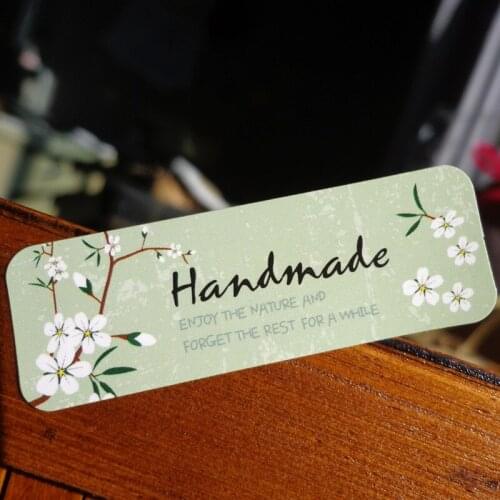 Handmade
ENJOY THE NATURE AND
FORGET THE REST FOR A WHILE